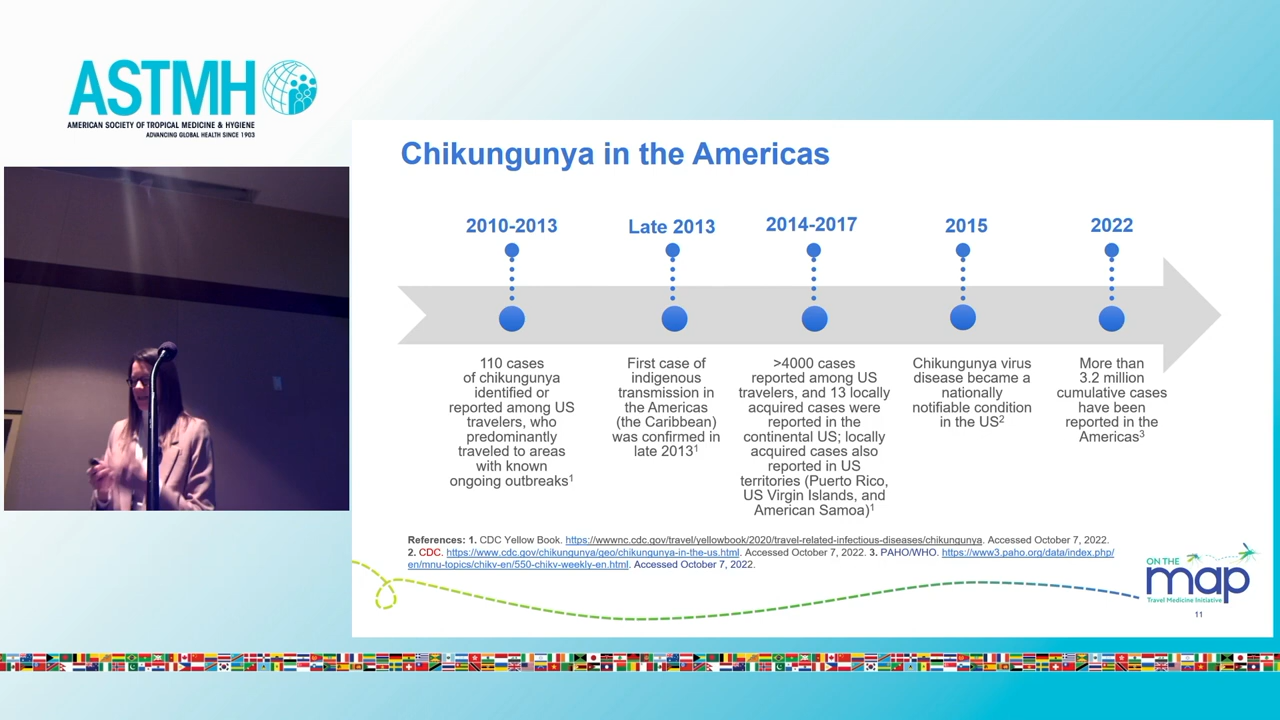 ASTMH
AMERICAN SOCIETY OF TROPICAL MEDICINE & HYGIENE
ADVANCING GLOBAL HEALTH SINCE 1903
Chikungunya in the Americas
2010-2013
110 cases
of chikungunya
identified or
reported among US
travelers, who
predominantly
traveled to areas
with known
ongoing outbreaks1
Late 2013
First case of
indigenous
transmission in
the Americas
(the Caribbean)
was confirmed in
late 20131
2014-2017
>4000 cases
reported among US
travelers, and 13 locally
acquired cases were
reported in the
continental US; locally
acquired cases also
reported in US
territories (Puerto Rico,
US Virgin Islands, and
American Samoa)1
2015
Chikungunya virus
disease became a
nationally
notifiable condition
in the US2
2022
More than
3.2 million
cumulative cases
have been
reported in the
Americas3
References: 1. CDC Yellow Book. https://wwwnc.cdc.gov/travel/yellowbook/2020/travel-related-infectious-diseases/chikungunya. Accessed October 7, 2022.
2. CDC. https://www.cdc.gov/chikungunya/geo/chikungunya-in-the-us.html. Accessed October 7, 2022. 3. PAHO/WHO. https://www3.paho.org/data/index.php/
en/mnu-topics/chikv-en/550-chikv-weekly-en.html. Accessed October 7, 2022.
ON THE
map
Travel Medicine Initiative
11